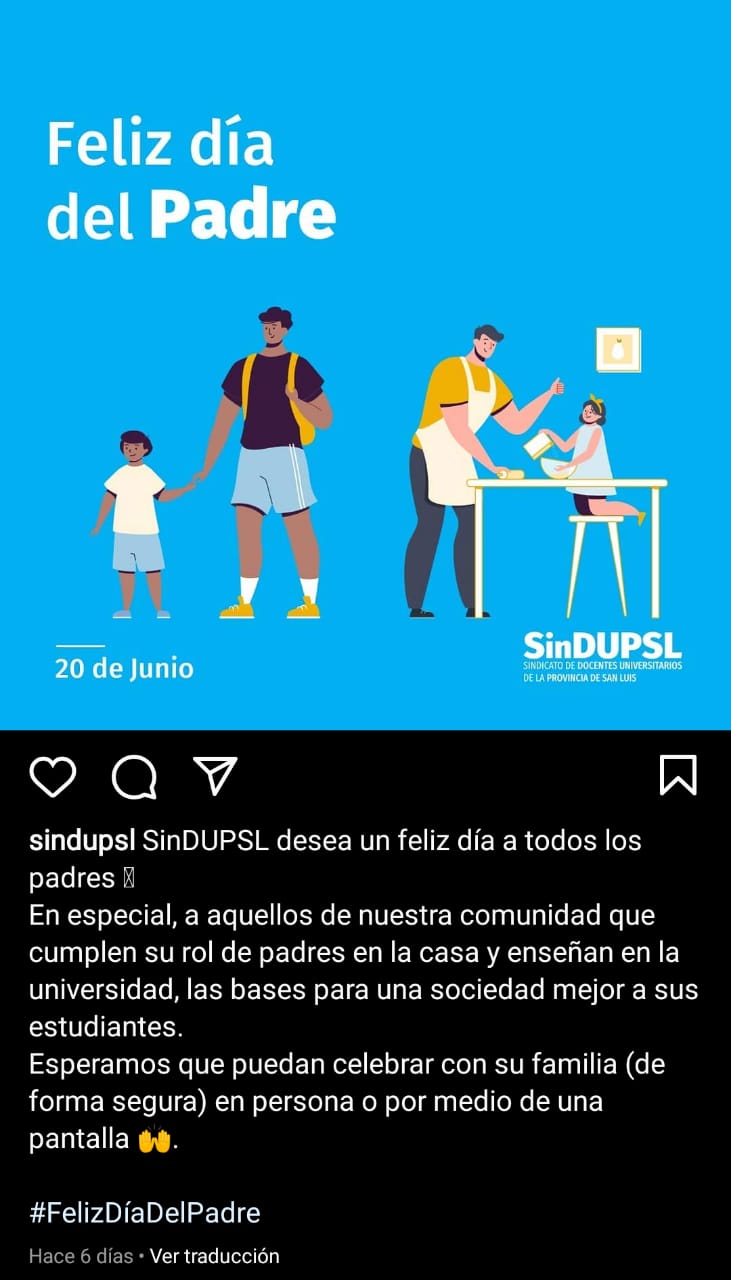 Feliz día
del Padre
20 de Junio
SinDUPSL
SINDICATO DE DOCENTES UNIVERSITARIOS
DE LA PROVINCIA DE SAN LUIS
sindupsl SinDUPSL desea un feliz día a todos los
padres
En especial, a aquellos de nuestra comunidad que
cumplen su rol de padres en la casa y enseñan en la
universidad, las bases para una sociedad mejor a sus
estudiantes.
Esperamos que puedan celebrar con su familia (de
forma segura) en persona o por medio de una
pantalla 🙌.
#FelizDíaDelPadre
Hace 6 días • Ver traducción